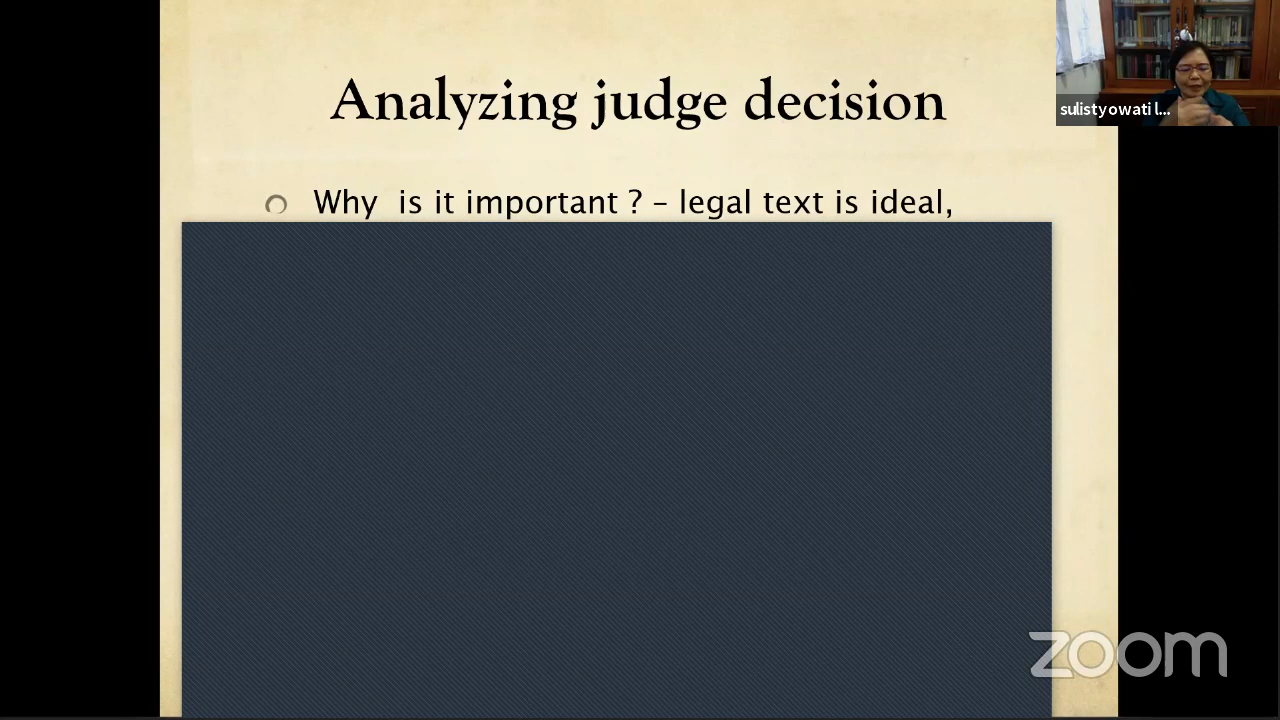 Analyzing judge decision
sulistyowati l...
Why is it important ? – legal text is ideal,
zoom